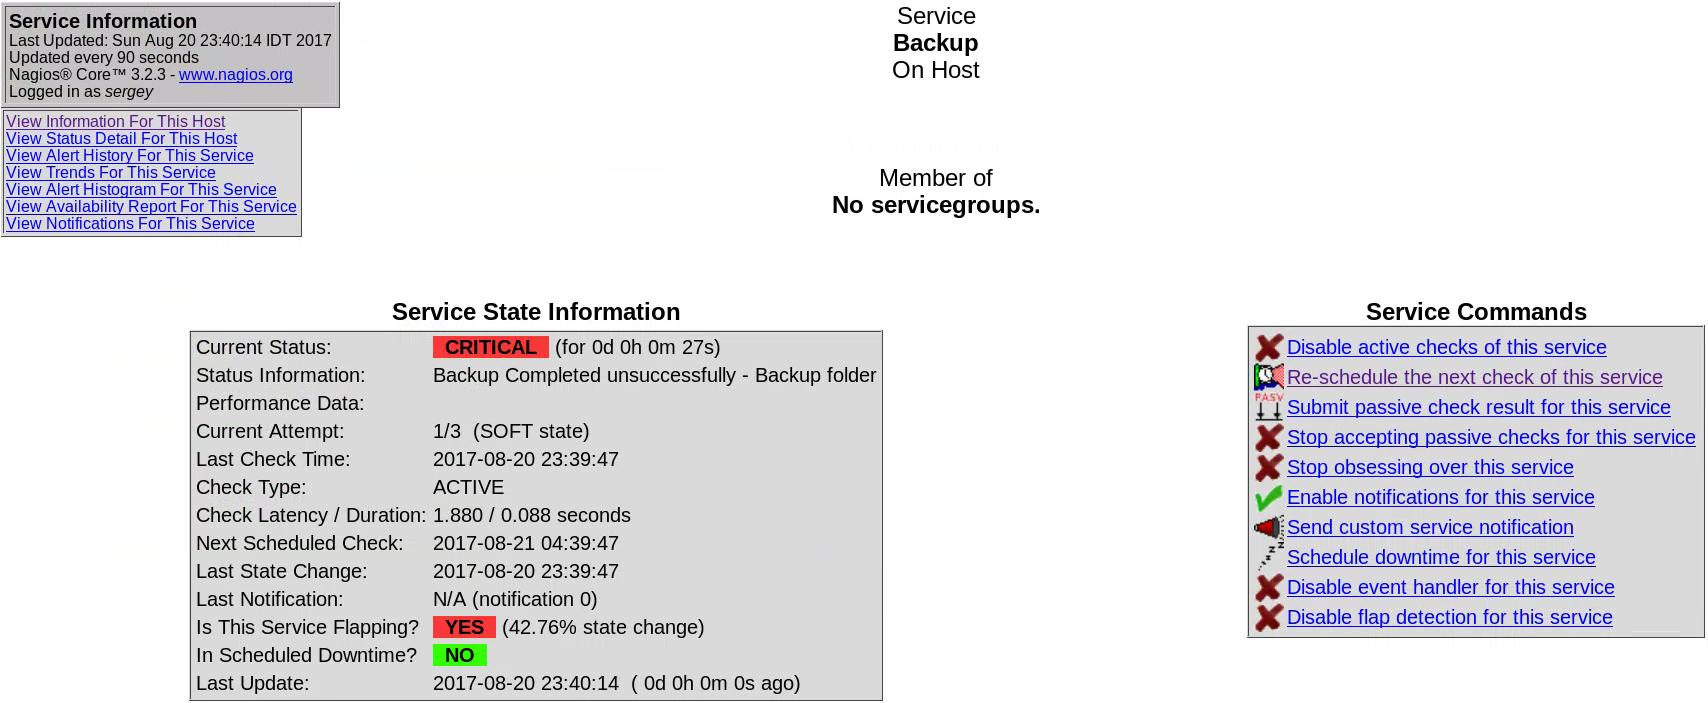 Service Information
Last Updated: Sun Aug 20 23:40:14 IDT 2017
Updated every 90 seconds
Nagios® Core™ 3.2.3 - www.nagios.org
Logged in as sergey
View Information For This Host
View Status Detail For This Host
View Alert History For This Service
View Trends For This Service
View Alert Histogram For This Service
View Availability Report For This Service
View Notifications For This Service
Service
Backup
On Host
Member of
No servicegroups.
Service State Information
Current Status: CRITICAL (for 0d 0h 0m 27s)
Status Information: Backup Completed unsuccessfully - Backup folder
Performance Data:
Current Attempt: 1/3 (SOFT state)
Last Check Time: 2017-08-20 23:39:47
Check Type: ACTIVE
Check Latency / Duration: 1.880 / 0.088 seconds
Next Scheduled Check: 2017-08-21 04:39:47
Last State Change: 2017-08-20 23:39:47
Last Notification: N/A (notification 0)
Is This Service Flapping? YES (42.76% state change)
In Scheduled Downtime? NO
Last Update: 2017-08-20 23:40:14 ( 0d 0h 0m 0s ago)
Service Commands
Disable active checks of this service
Re-schedule the next check of this service
PASV
Submit passive check result for this service
Stop accepting passive checks for this service
Stop obsessing over this service
Enable notifications for this service
Send custom service notification
Schedule downtime for this service
Disable event handler for this service
Disable flap detection for this service